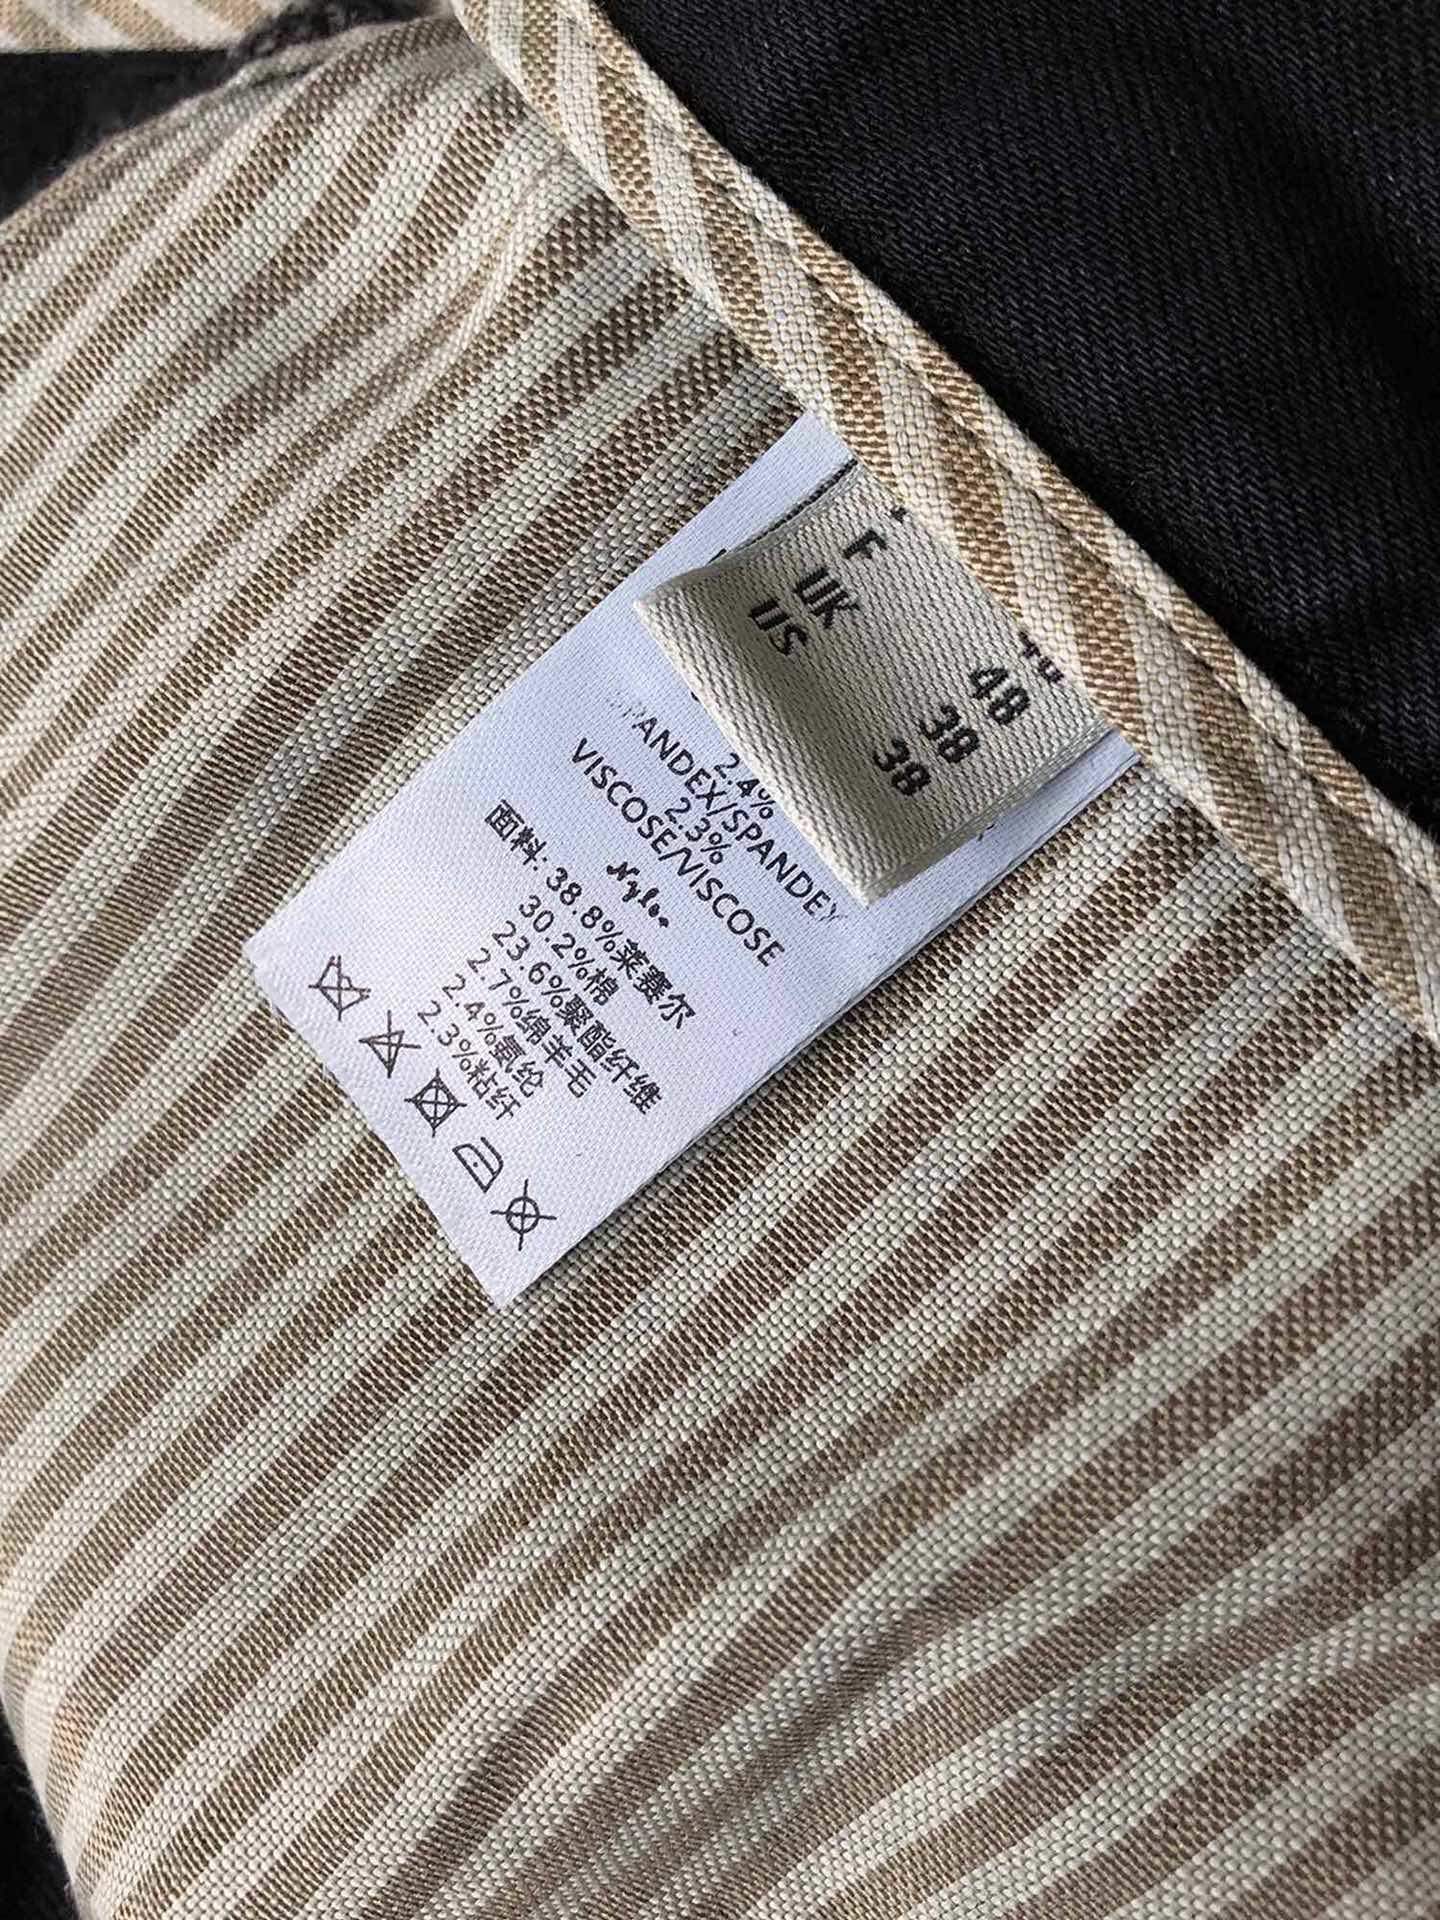 F
UK 48
US 38
38
2.4%
SPANDEX/SPANDEX
2.3%
VISCOSE/VISCOSE
Nylon
面料: 38.8%莱赛尔
30.2%棉
23.6%聚酯纤维
2.7%绵羊毛
2.4%氨纶
2.3%粘纤